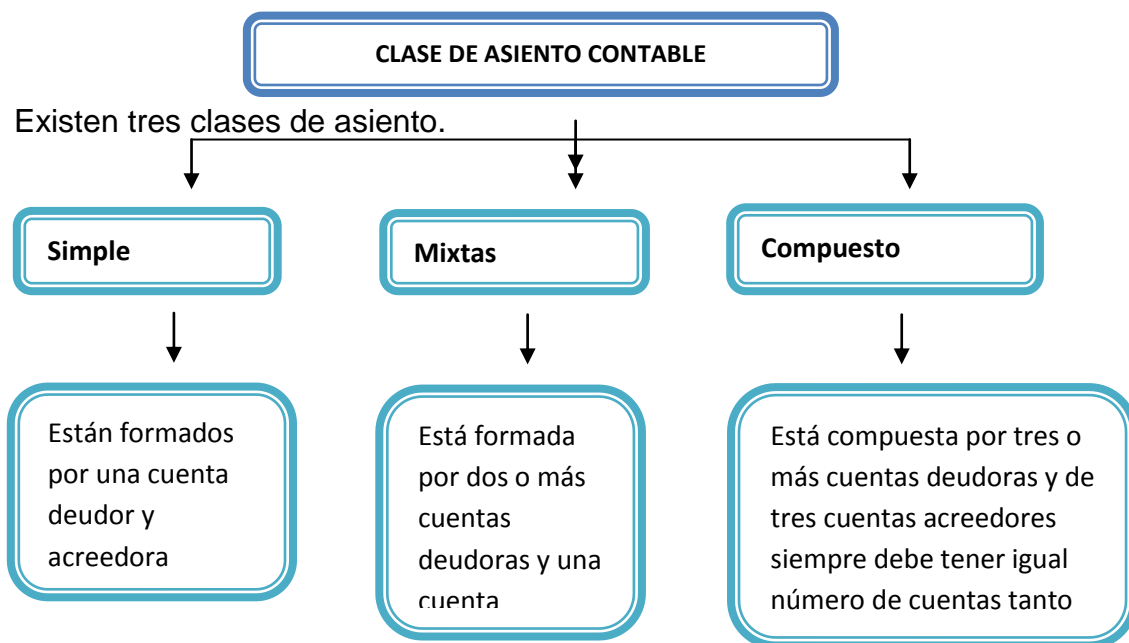 CLASE DE ASIENTO CONTABLE
Existen tres clases de asiento.
Simple
Mixtas
Compuesto
Están formados
por una cuenta
deudor y
acreedora
Está formada
por dos o más
cuentas
deudoras y una
cuenta
Está compuesta por tres o
más cuentas deudoras y de
tres cuentas acreedores
siempre debe tener igual
número de cuentas tanto